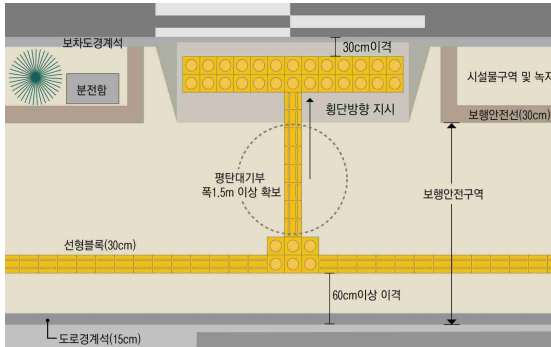 보차도경계석
30cm이격
분전함
시설물구역 및 녹지
횡단방향 지시
보행안전선(30cm)
평탄대기부
폭1.5m 이상 확보
보행안전구역
선형블록(30cm)
60cm이상 이격
도로경계석(15cm)